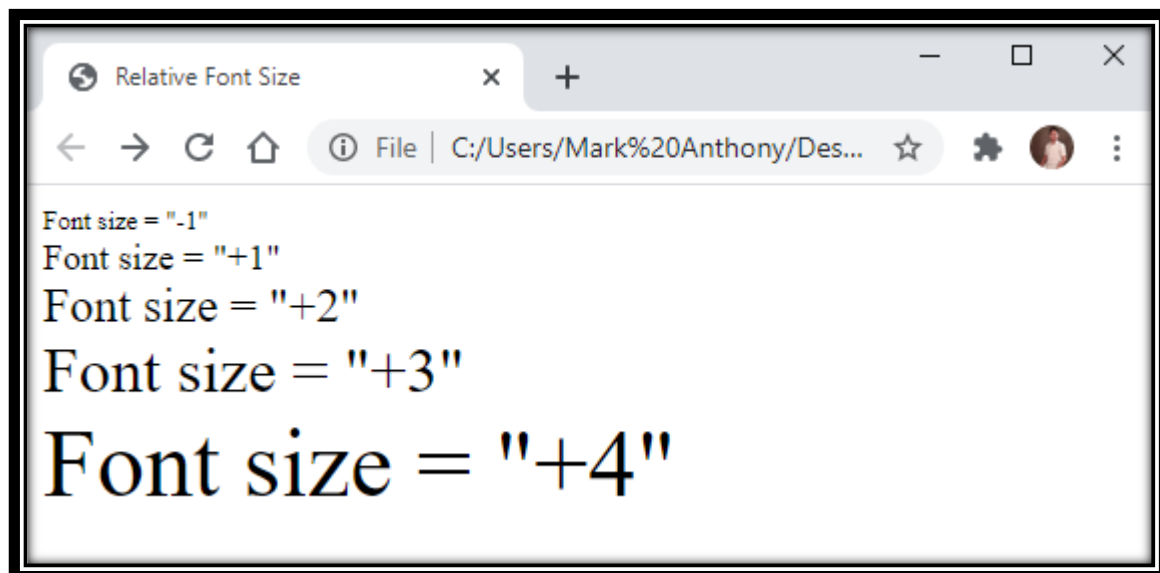 Relative Font Size
File | C:/Users/Mark%20Anthony/Des...
Font size = "-1"
Font size = "+1"
Font size = "+2"
Font size = "+3"
Font size = "+4"